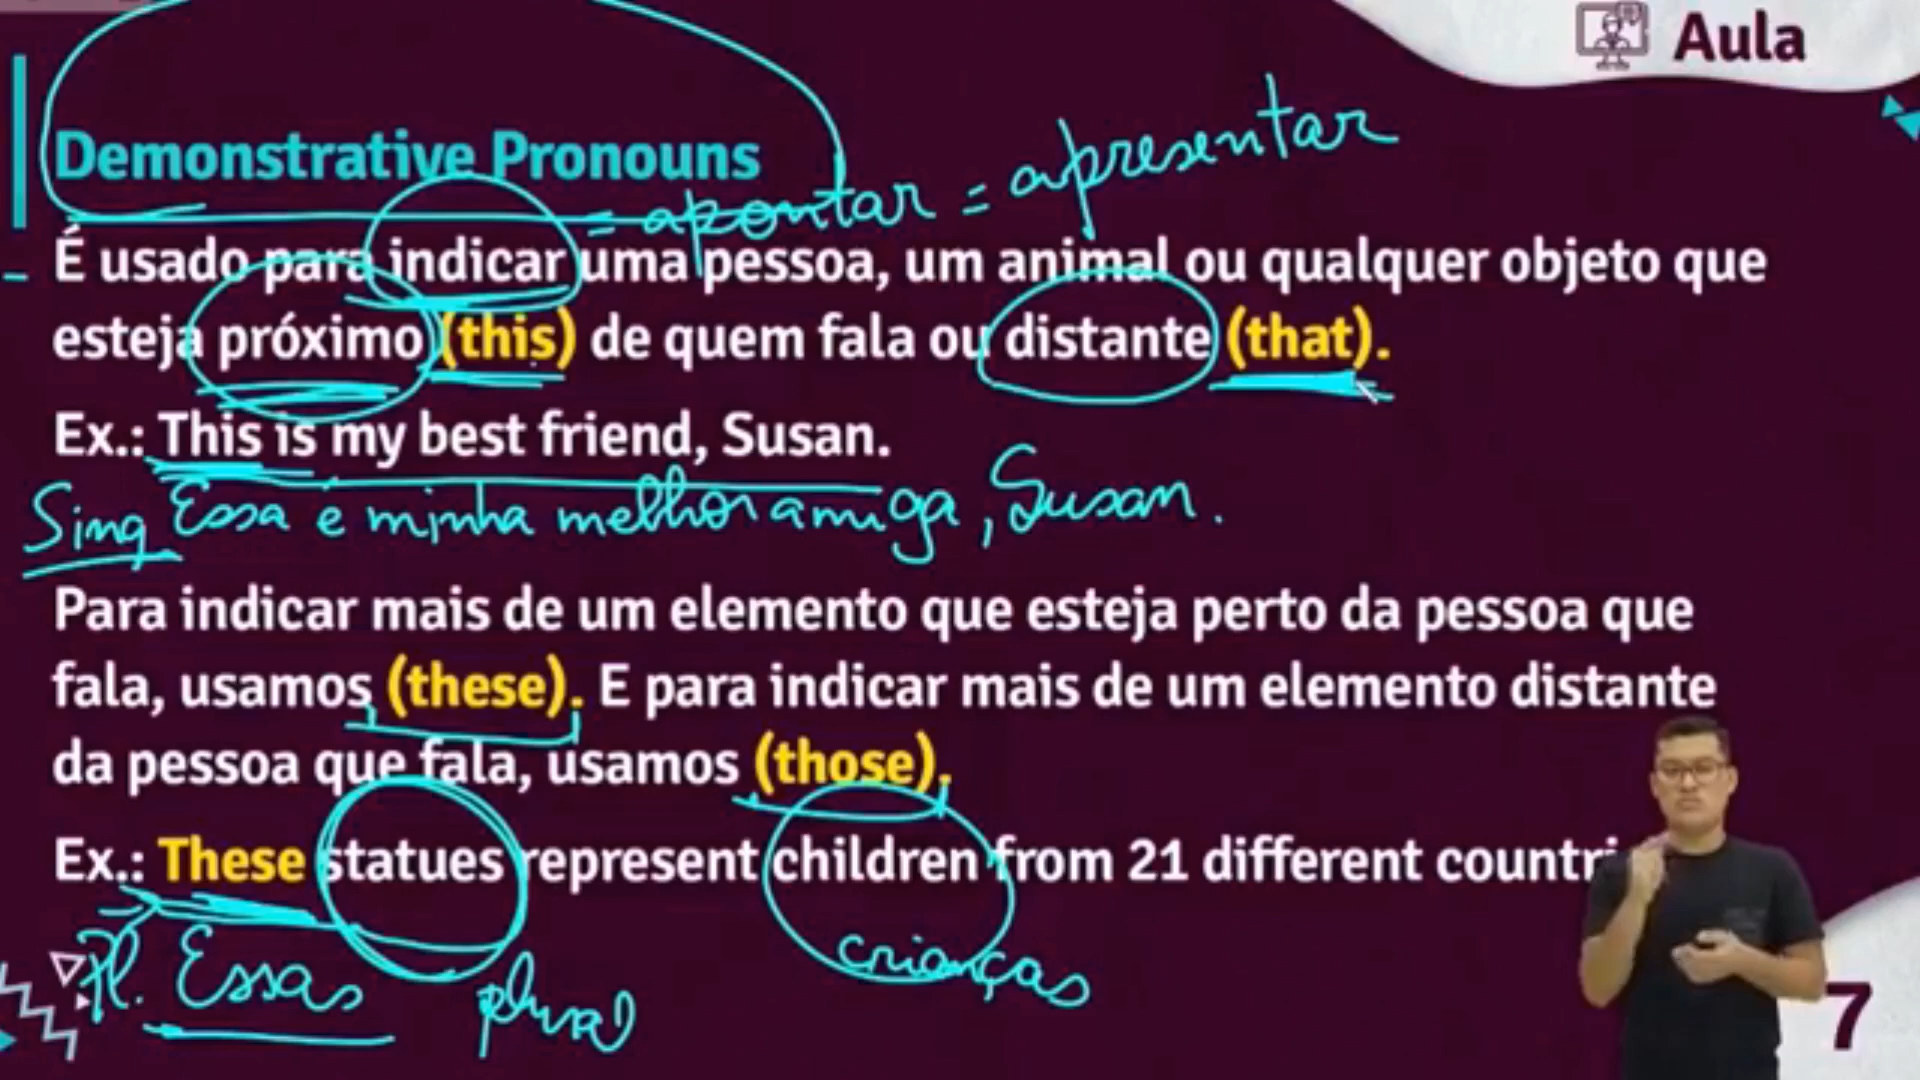 Aula
Demonstrative Pronouns
= apontar = apresentar
É usado para indicar uma pessoa, um animal ou qualquer objeto que
esteja próximo (this) de quem fala ou distante (that).
Ex.: This is my best friend, Susan.
Sing Essa é minha melhor amiga, Susan.
Para indicar mais de um elemento que esteja perto da pessoa que
fala, usamos (these). E para indicar mais de um elemento distante
da pessoa que fala, usamos (those).
Ex.: These statues represent children from 21 different countri
Pl. Essas plural crianças
7